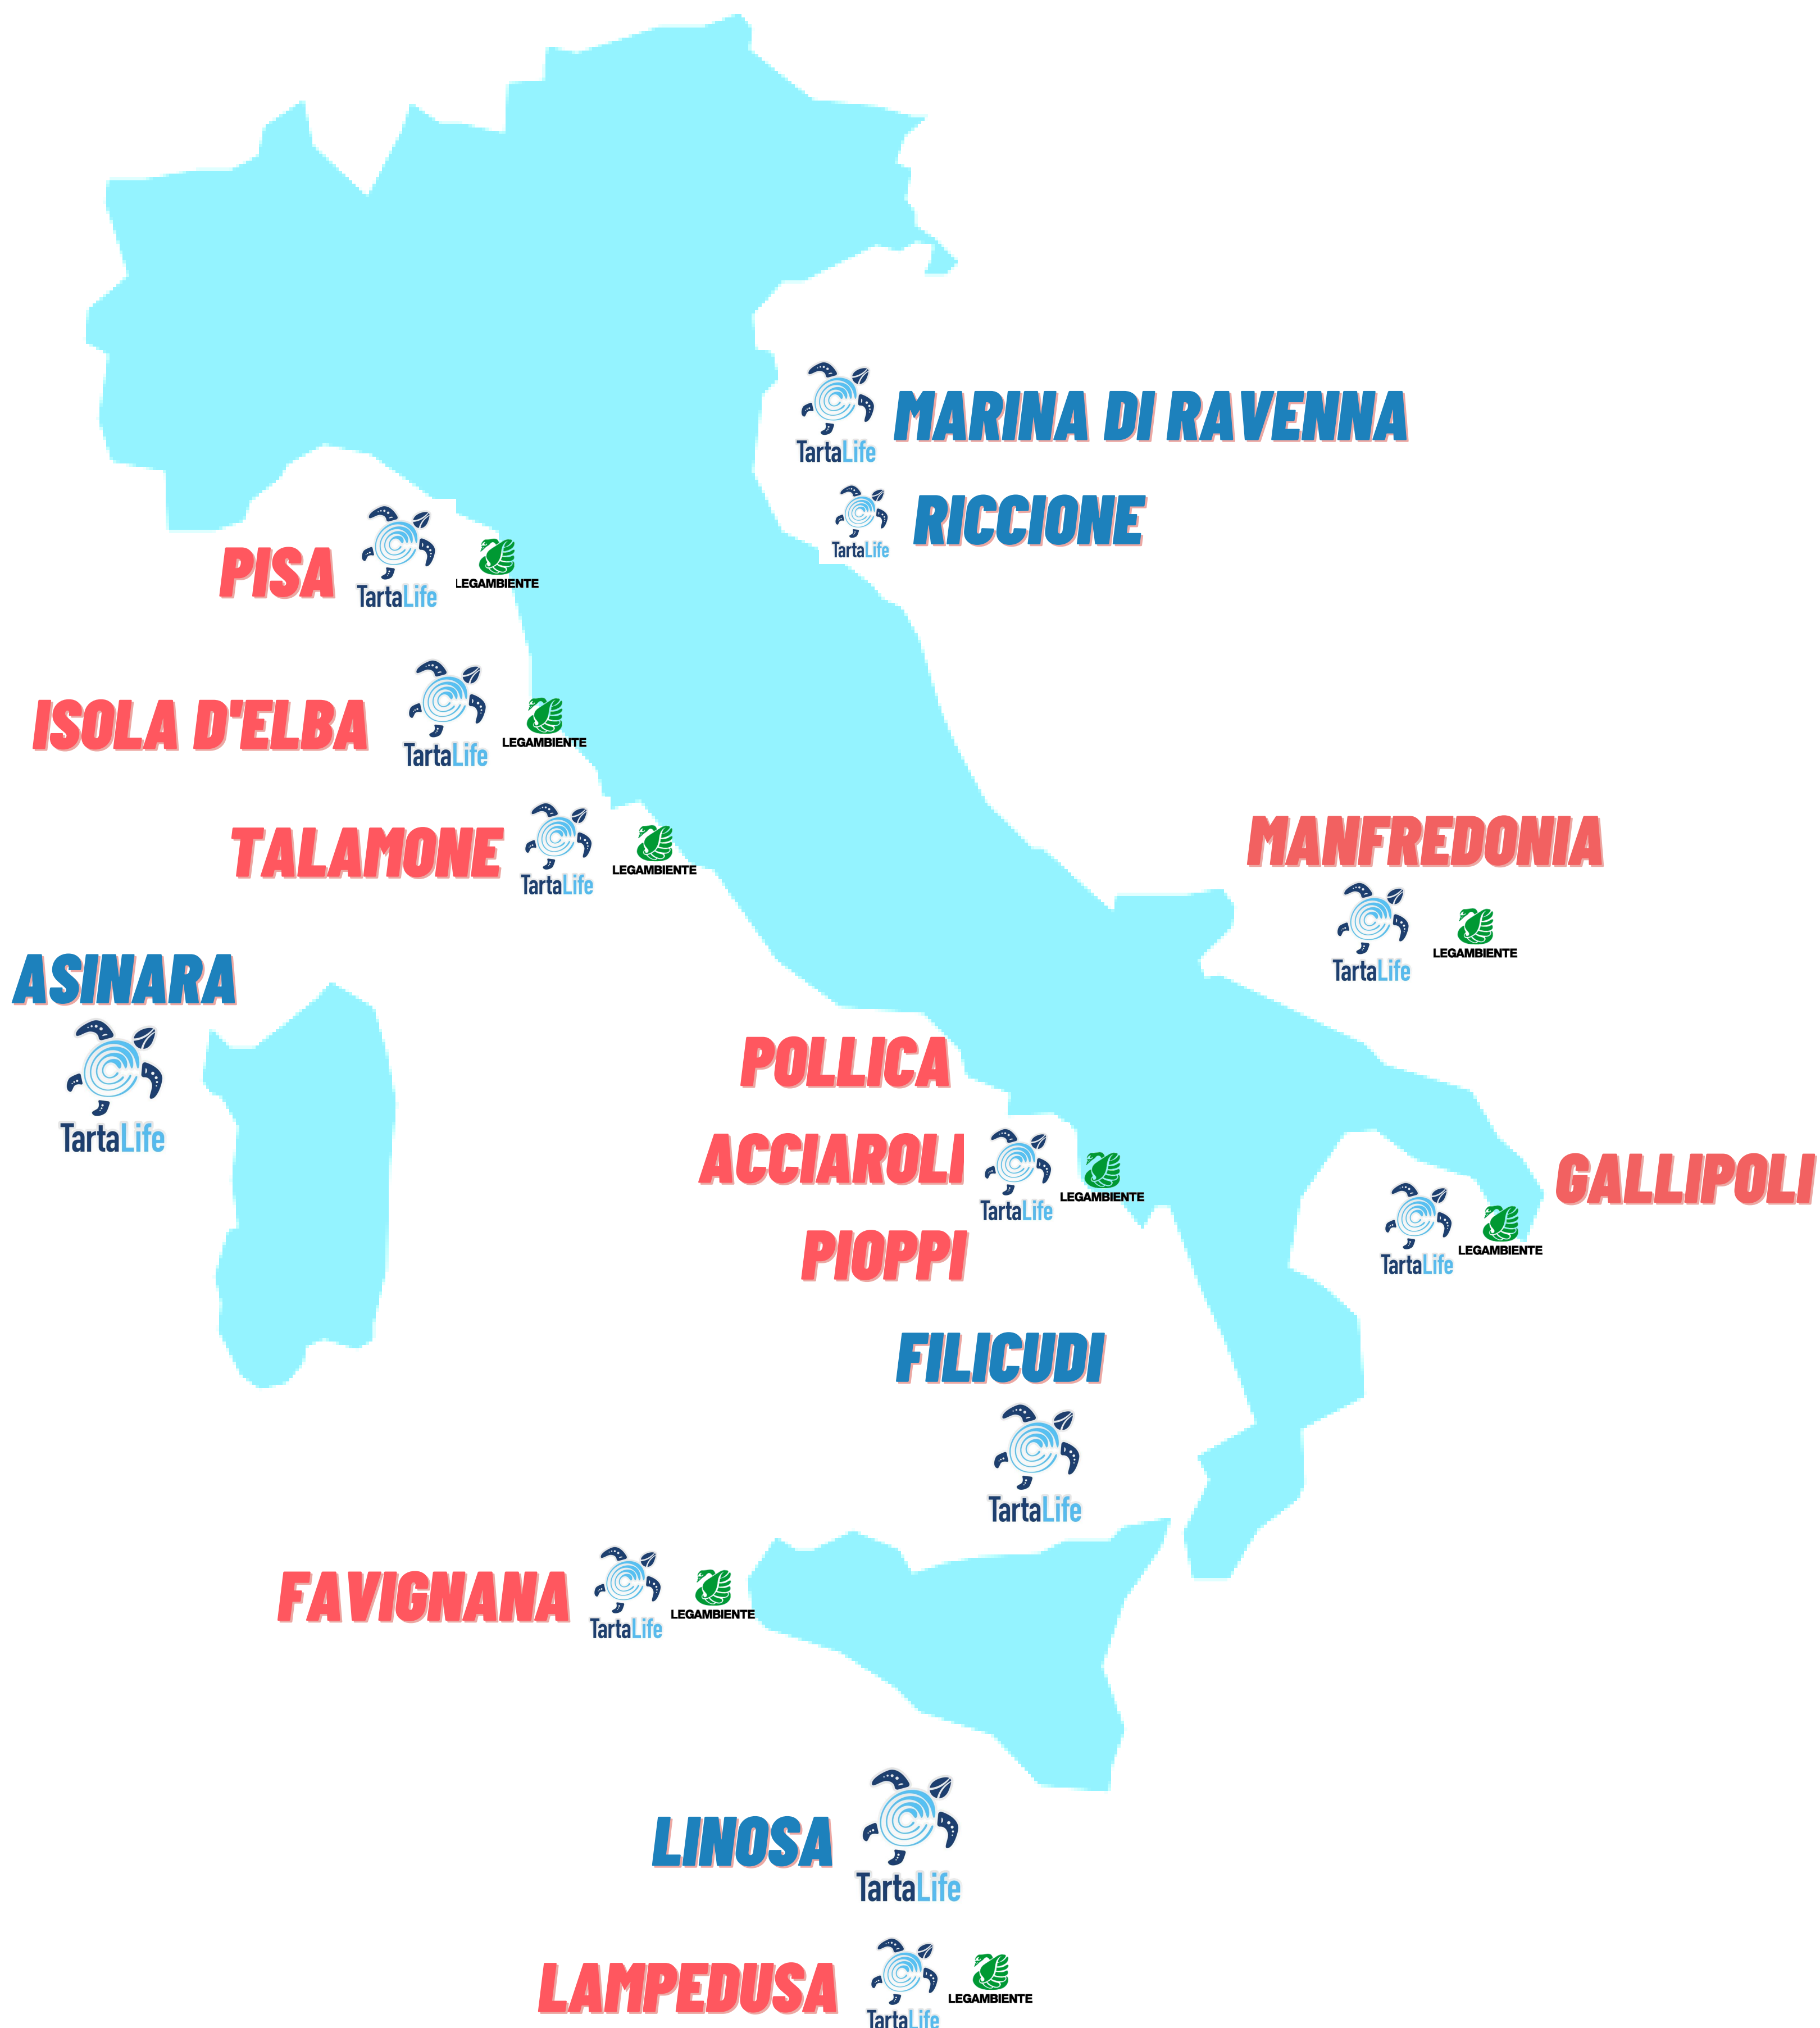 TartaLife
MARINA DI RAVENNA
TartaLife
RICCIONE
PISA
TartaLife
LEGAMBIENTE
ISOLA D'ELBA
TartaLife
LEGAMBIENTE
TALAMONE
TartaLife
LEGAMBIENTE
MANFREDONIA
TartaLife
LEGAMBIENTE
ASINARA
TartaLife
POLLICA
ACCIAROLI
PIOPPI
TartaLife
LEGAMBIENTE
GALLIPOLI
TartaLife
LEGAMBIENTE
FILICUDI
TartaLife
FAVIGNANA
TartaLife
LEGAMBIENTE
LINOSA
TartaLife
LAMPEDUSA
TartaLife
LEGAMBIENTE